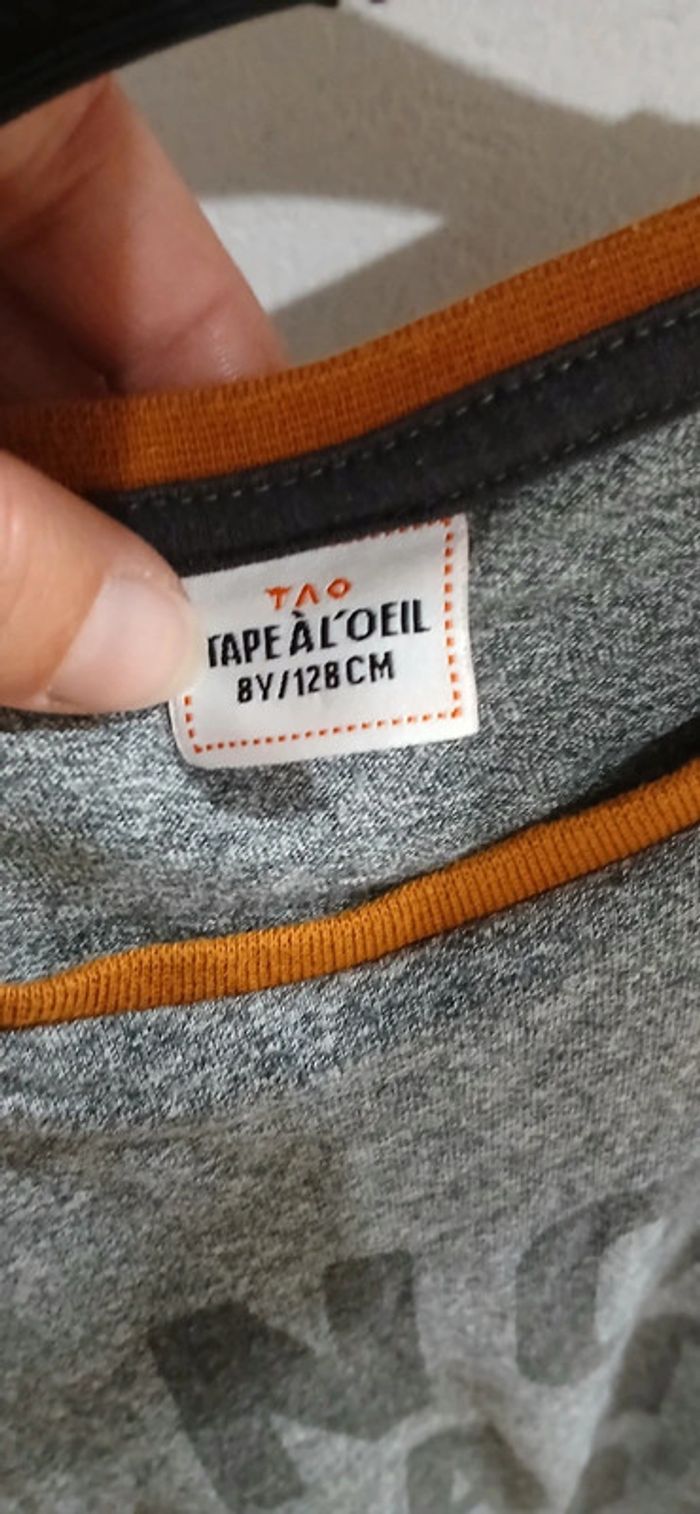 TAO
TAPE À L'OEIL
8Y/128CM